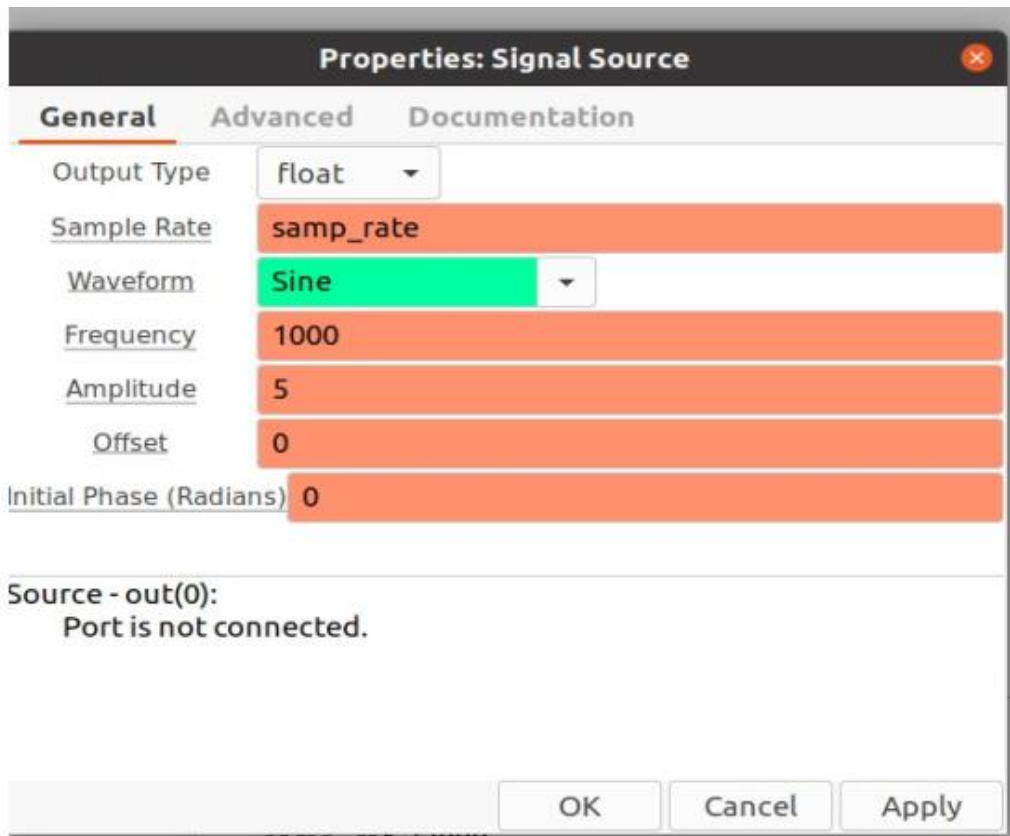 Properties: Signal Source
General Advanced Documentation
Output Type float
Sample Rate samp_rate
Waveform Sine
Frequency 1000
Amplitude 5
Offset 0
Initial Phase (Radians) 0
Source - out(0):
Port is not connected.
OK Cancel Apply